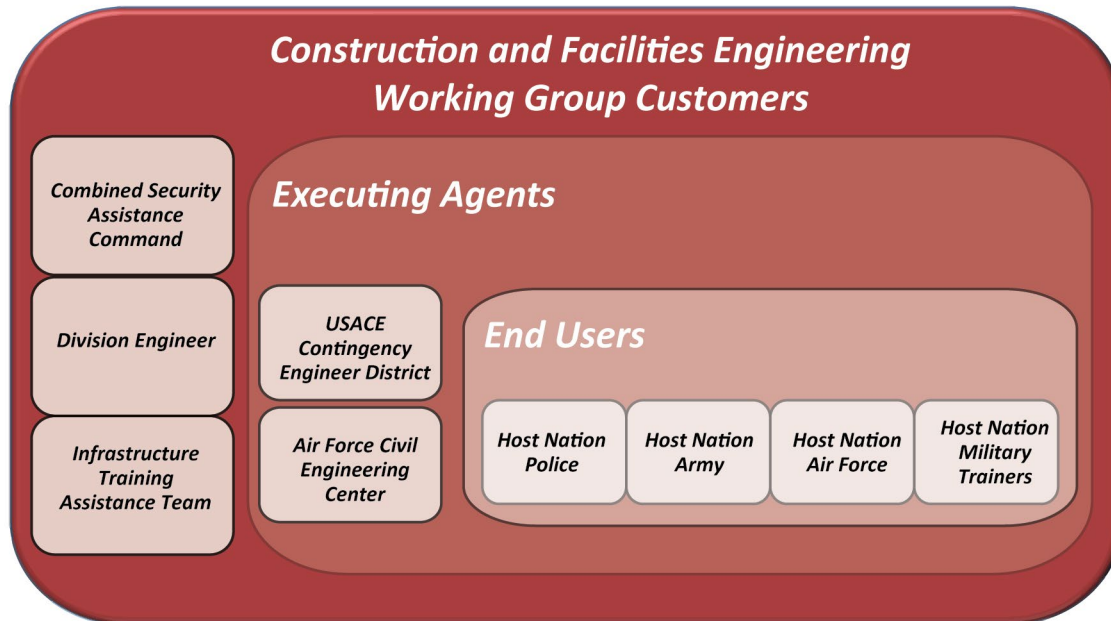 Construction and Facilities Engineering
Working Group Customers
Combined Security
Assistance
Command
Division Engineer
Infrastructure
Training
Assistance Team
Executing Agents
USACE
Contingency
Engineer District
Air Force Civil
Engineering
Center
End Users
Host Nation
Police
Host Nation
Army
Host Nation
Air Force
Host Nation
Military
Trainers